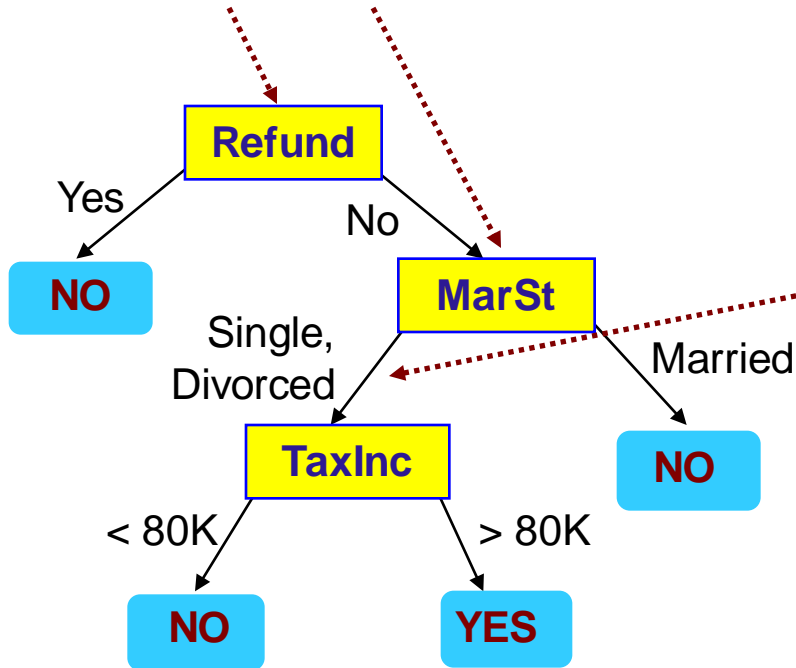 Refund
Yes
No
NO
MarSt
Single,
Divorced
Married
TaxInc
NO
< 80K
> 80K
NO
YES